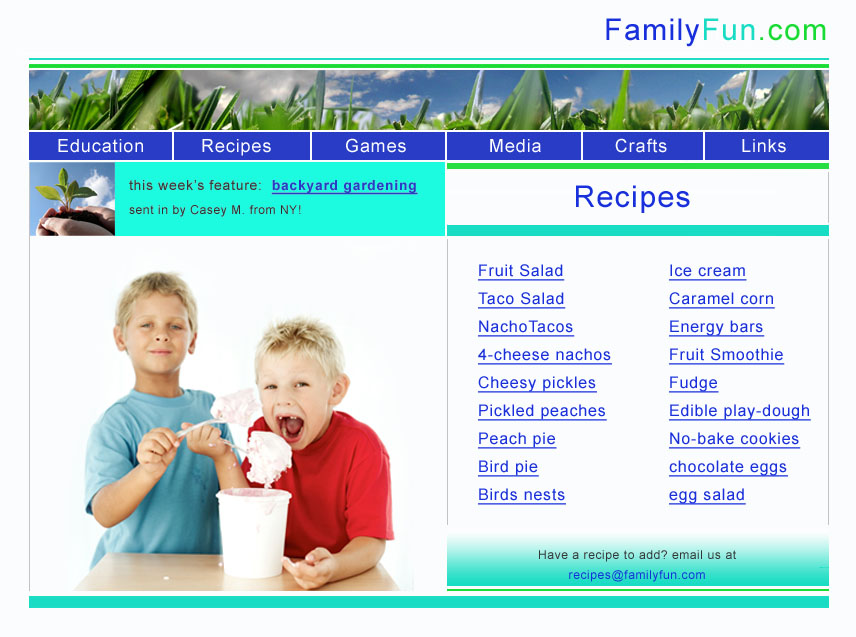 FamilyFun.com
Education Recipes Games Media Crafts Links
this week's feature: backyard gardening
sent in by Casey M. from NY!
Recipes
Fruit Salad
Taco Salad
NachoTacos
4-cheese nachos
Cheesy pickles
Pickled peaches
Peach pie
Bird pie
Birds nests
Ice cream
Caramel corn
Energy bars
Fruit Smoothie
Fudge
Edible play-dough
No-bake cookies
chocolate eggs
egg salad
Have a recipe to add? email us at
recipes@familyfun.com